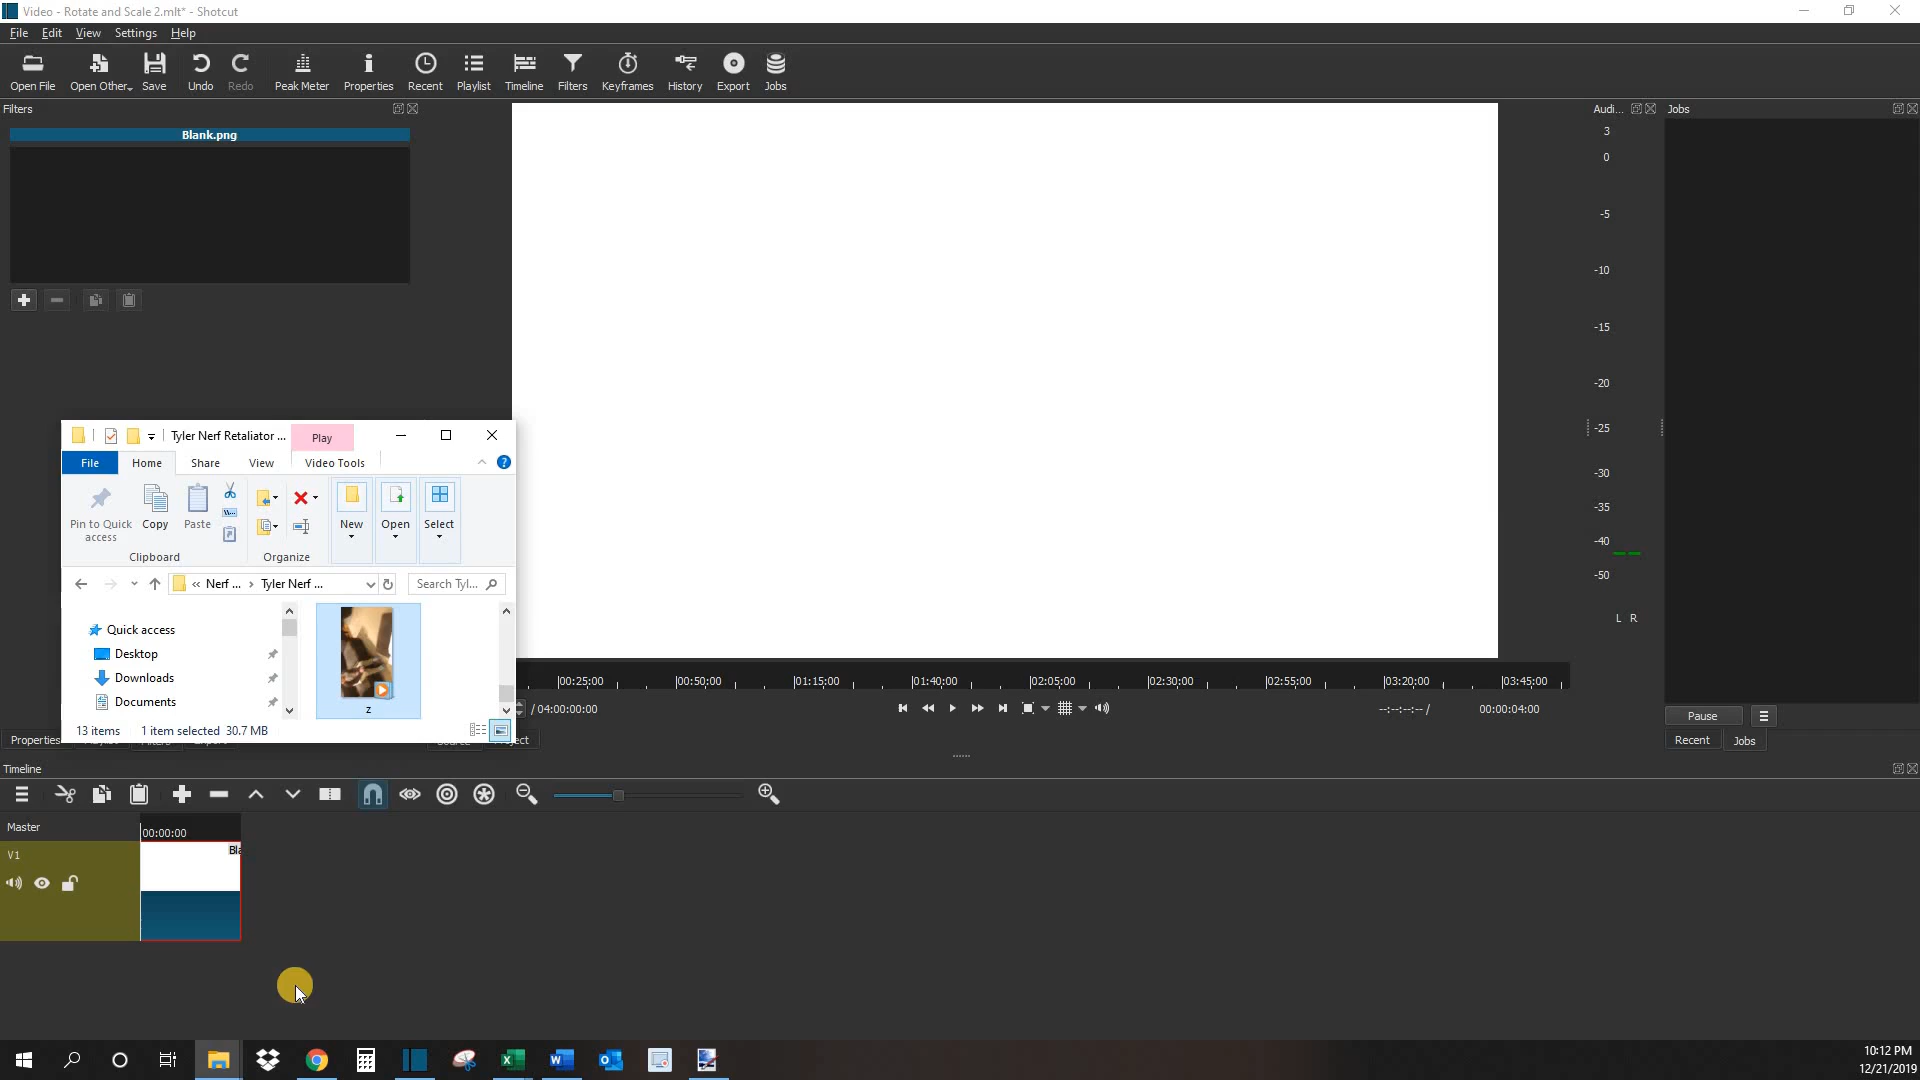 Video - Rotate and Scale 2.mlt* - Shotcut
File Edit View Settings Help
Open File Open Other... Save Undo Redo Peak Meter Properties Recent Playlist Timeline Filters Keyframes History Export Jobs
Filters
Audi...
Jobs
Blank.png
3
0
-5
-10
-15
-20
-25
-30
-35
-40
-50
L R
Tyler Nerf Retaliator ...
Play
File Home Share View Video Tools
Pin to Quick access
Copy
Paste
New
Open
Select
Clipboard
Organize
« Nerf ... › Tyler Nerf ...
Search Tyl...
Quick access
Desktop
Downloads
Documents
z
13 items 1 item selected 30.7 MB
00:25:00 00:50:00 01:15:00 01:40:00 02:05:00 02:30:00 02:55:00 03:20:00 03:45:00
/ 04:00:00:00
--:--:--:-- /
00:00:04:00
Pause
Properties
Recent Jobs
Timeline
Master
00:00:00
V1
Bla
10:12 PM
12/21/2019